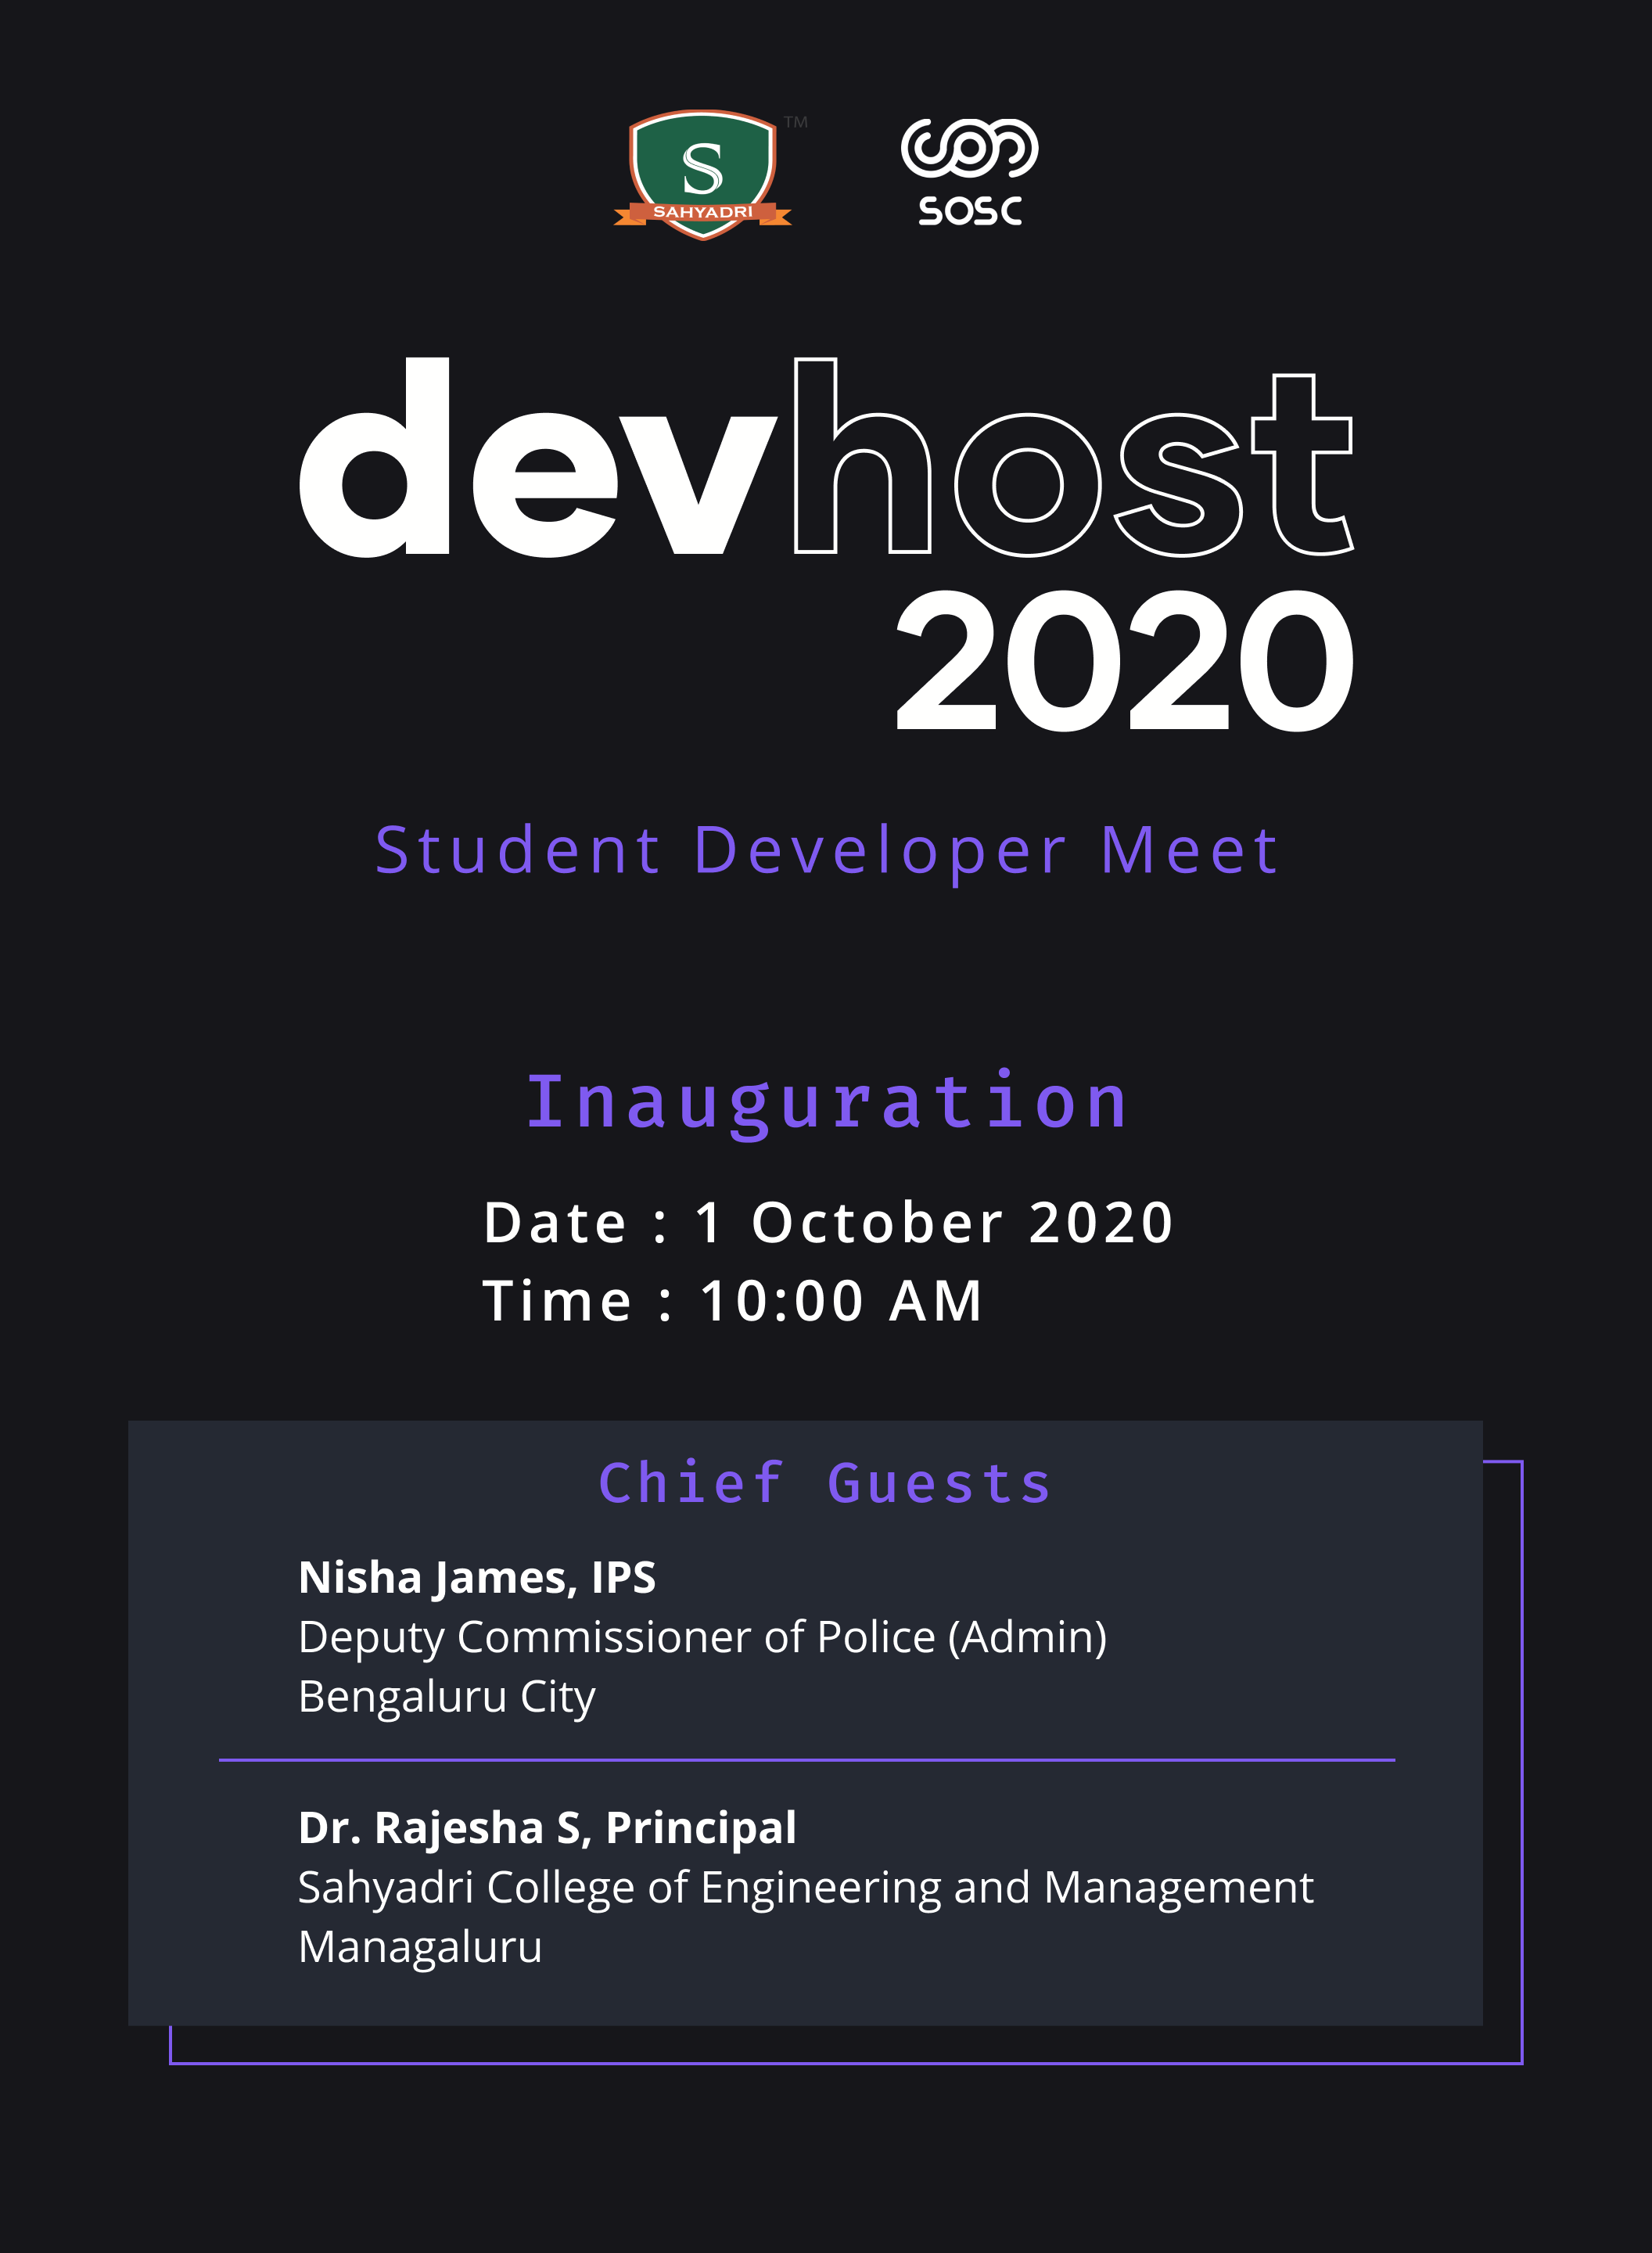 S
SAHYADRI
TM
SOSC
devhost
2020
Student Developer Meet
Inauguration
Date : 1 October 2020
Time : 10:00 AM
Chief Guests
Nisha James, IPS
Deputy Commissioner of Police (Admin)
Bengaluru City
Dr. Rajesha S, Principal
Sahyadri College of Engineering and Management
Managaluru